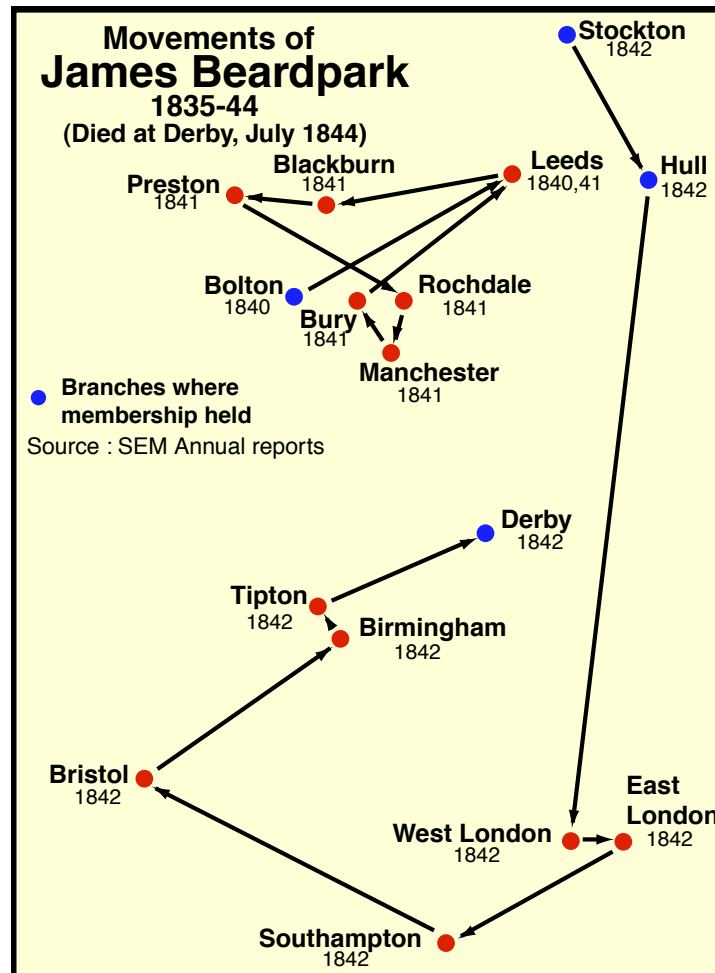 Movements of
James Beardpark
1835-44
(Died at Derby, July 1844)
Stockton
1842
Hull
1842
Leeds
1840,41
Blackburn
1841
Preston
1841
Bolton
1840
Bury
1841
Rochdale
1841
Manchester
1841
Branches where
membership held
Source : SEM Annual reports
Derby
1842
Tipton
1842
Birmingham
1842
Bristol
1842
West London
1842
East
London
1842
Southampton
1842